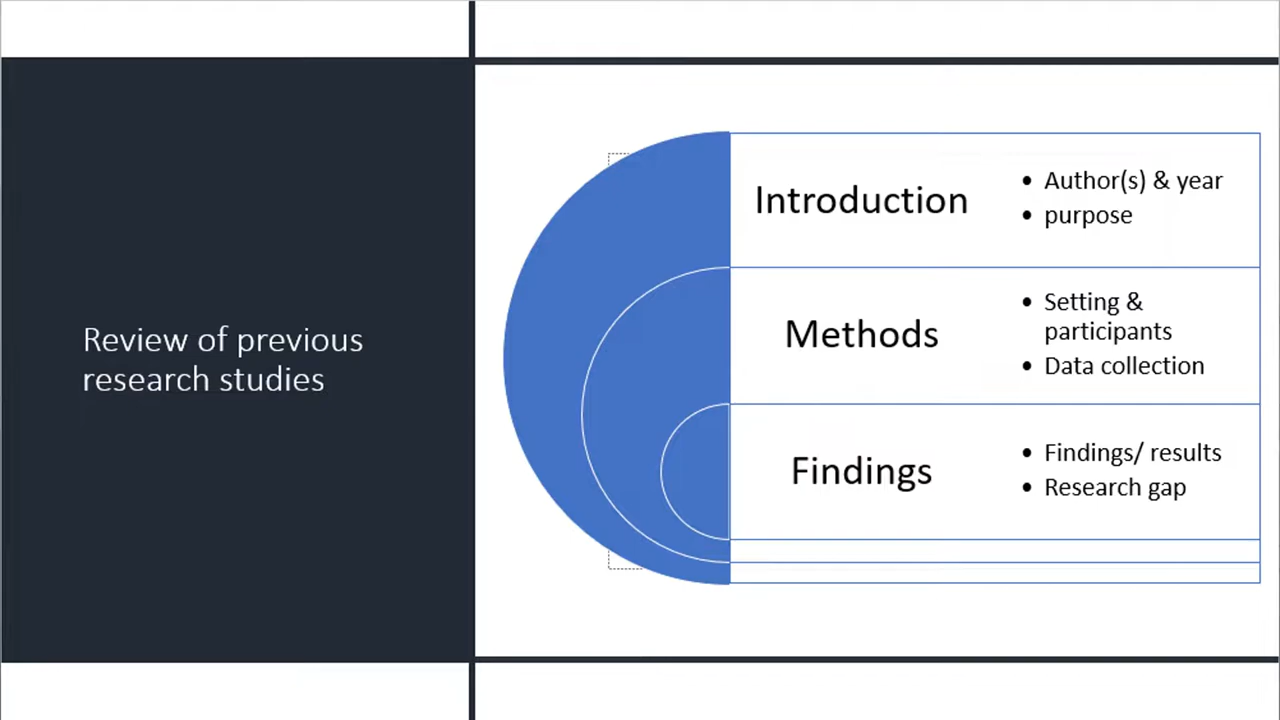 Review of previous
research studies
Introduction
• Author(s) & year
• purpose
Methods
• Setting &
participants
• Data collection
Findings
• Findings/ results
• Research gap